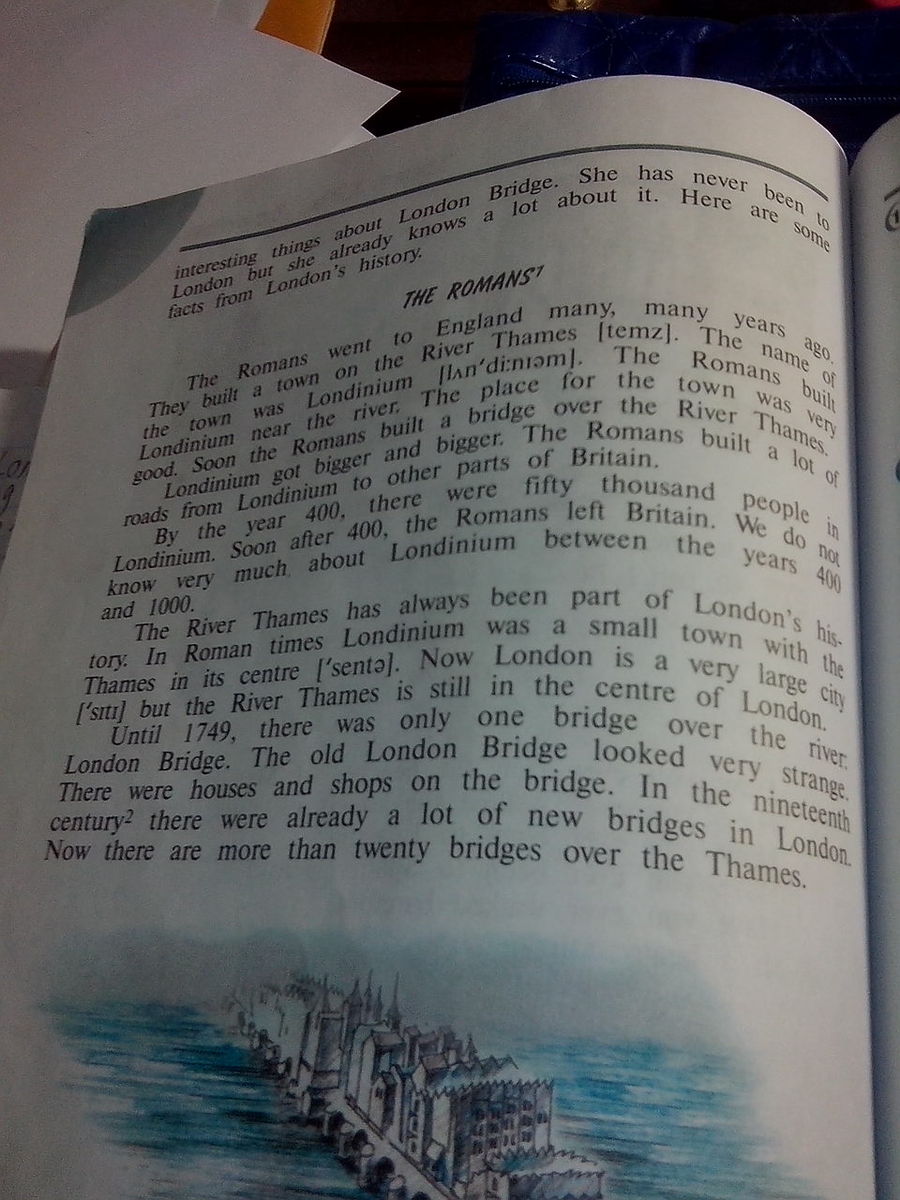 interesting things about London Bridge. She has never been to
London but she already knows a lot about it. Here are some
facts from London's history.
THE ROMANS¹
The Romans went to England many, many years ago.
They built a town on the River Thames [temz]. The name of
the town was Londinium [lʌn'di:nıəm]. The Romans built
Londinium near the river. The place for the town was very
good. Soon the Romans built a bridge over the River Thames.
Londinium got bigger and bigger. The Romans built a lot of
roads from Londinium to other parts of Britain.
By the year 400, there were fifty thousand people in
Londinium. Soon after 400, the Romans left Britain. We do not
know very much about Londinium between the years 400
and 1000.
The River Thames has always been part of London's his-
tory. In Roman times Londinium was a small town with the
Thames in its centre ['sentə]. Now London is a very large city
['sıtı] but the River Thames is still in the centre of London.
Until 1749, there was only one bridge over the river:
London Bridge. The old London Bridge looked very strange.
There were houses and shops on the bridge. In the nineteenth
century² there were already a lot of new bridges in London.
Now there are more than twenty bridges over the Thames.